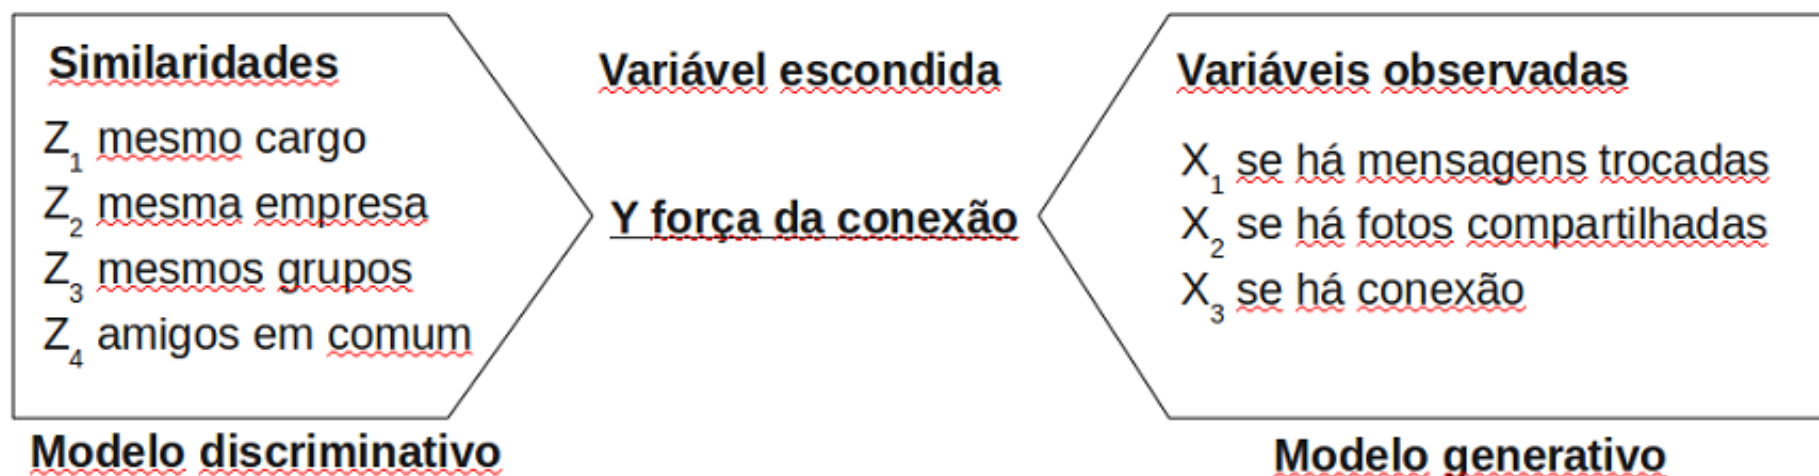 Similaridades
Z1 mesmo cargo
Z2 mesma empresa
Z3 mesmos grupos
Z4 amigos em comum
Modelo discriminativo
Variável escondida
Y força da conexão
Variáveis observadas
X1 se há mensagens trocadas
X2 se há fotos compartilhadas
X3 se há conexão
Modelo generativo